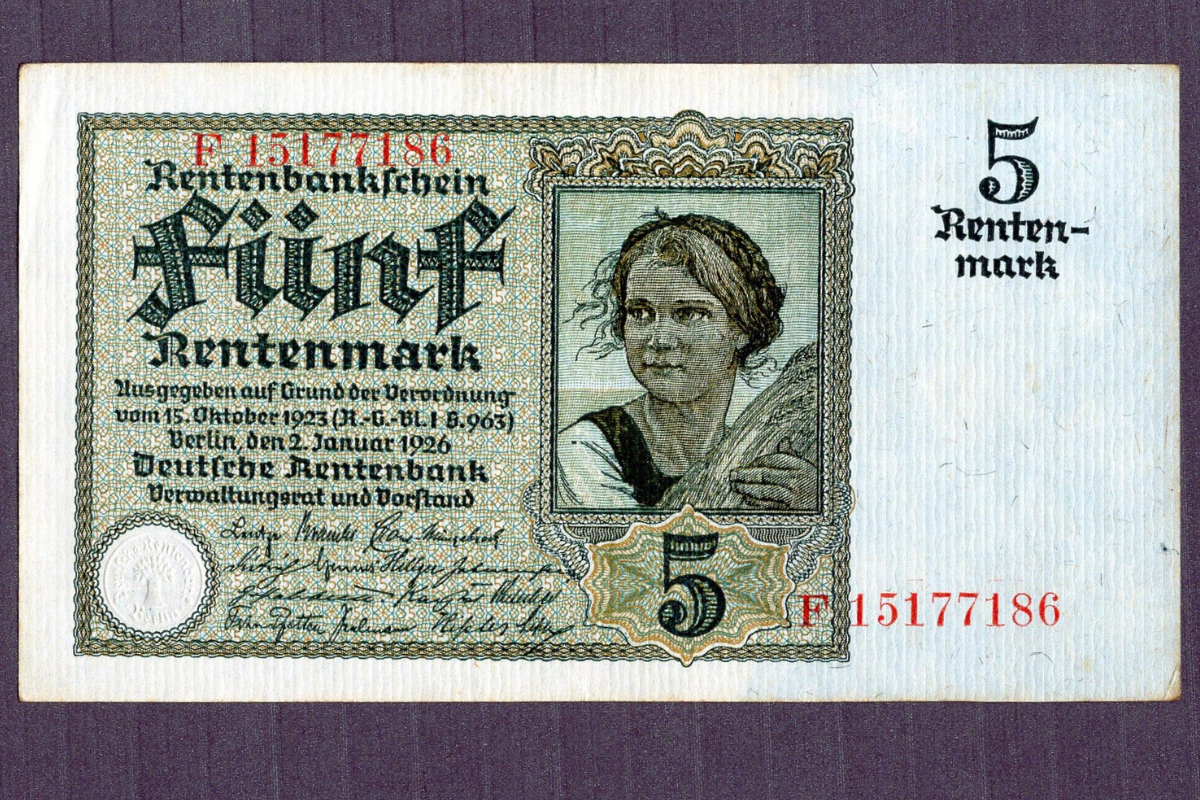 F 15177186
Rentenbankschein
Fünf
Rentenmark
Ausgegeben auf Grund der Verordnung
vom 15. Oktober 1923 (R.-G.-Bl. I S. 963)
Berlin, den 2. Januar 1926
Deutsche Rentenbank
Verwaltungsrat und Vorstand
5
5
Renten-
mark
F 15177186